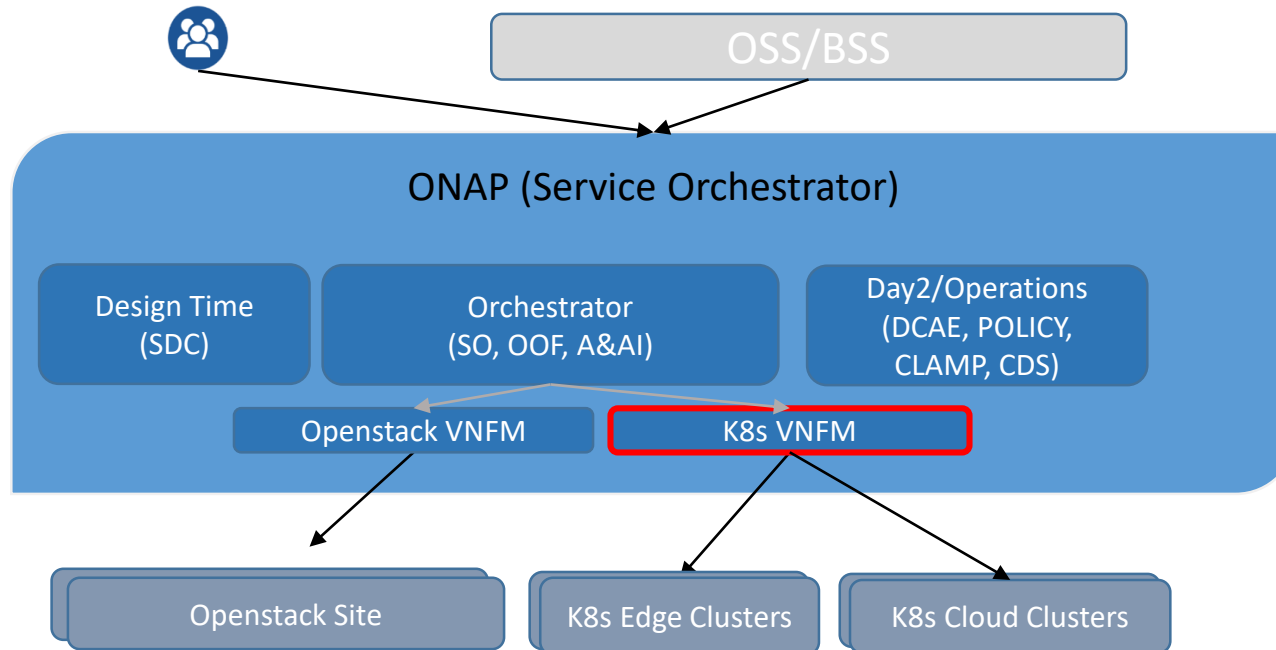 OSS/BSS
ONAP (Service Orchestrator)
Design Time
(SDC)
Orchestrator
(SO, OOF, A&AI)
Day2/Operations
(DCAE, POLICY,
CLAMP, CDS)
Openstack VNFM
K8s VNFM
Openstack Site
K8s Edge Clusters
K8s Cloud Clusters